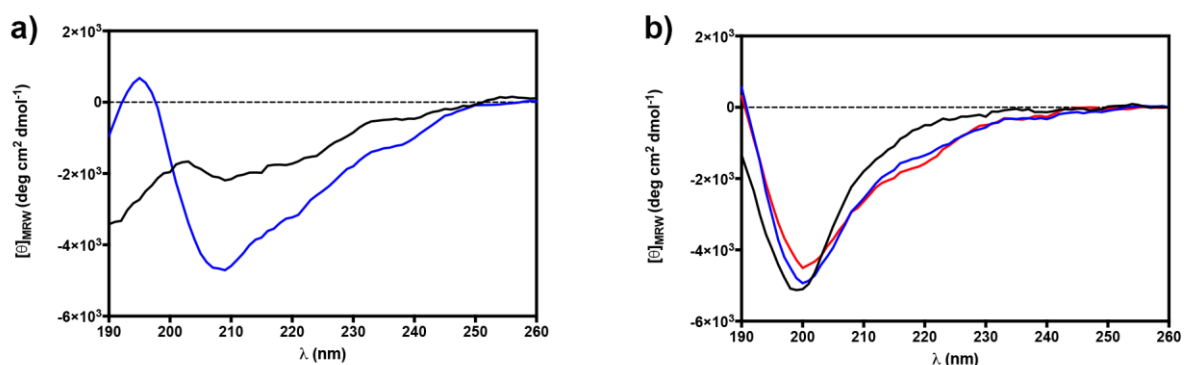 a)
2×10³
0
-2×10³
-4×10³
-6×10³
[θ]MRW (deg cm² dmol⁻¹)
190 200 210 220 230 240 250 260
λ (nm)
b)
2×10³
0
-2×10³
-4×10³
-6×10³
[θ]MRW (deg cm² dmol⁻¹)
190 200 210 220 230 240 250 260
λ (nm)